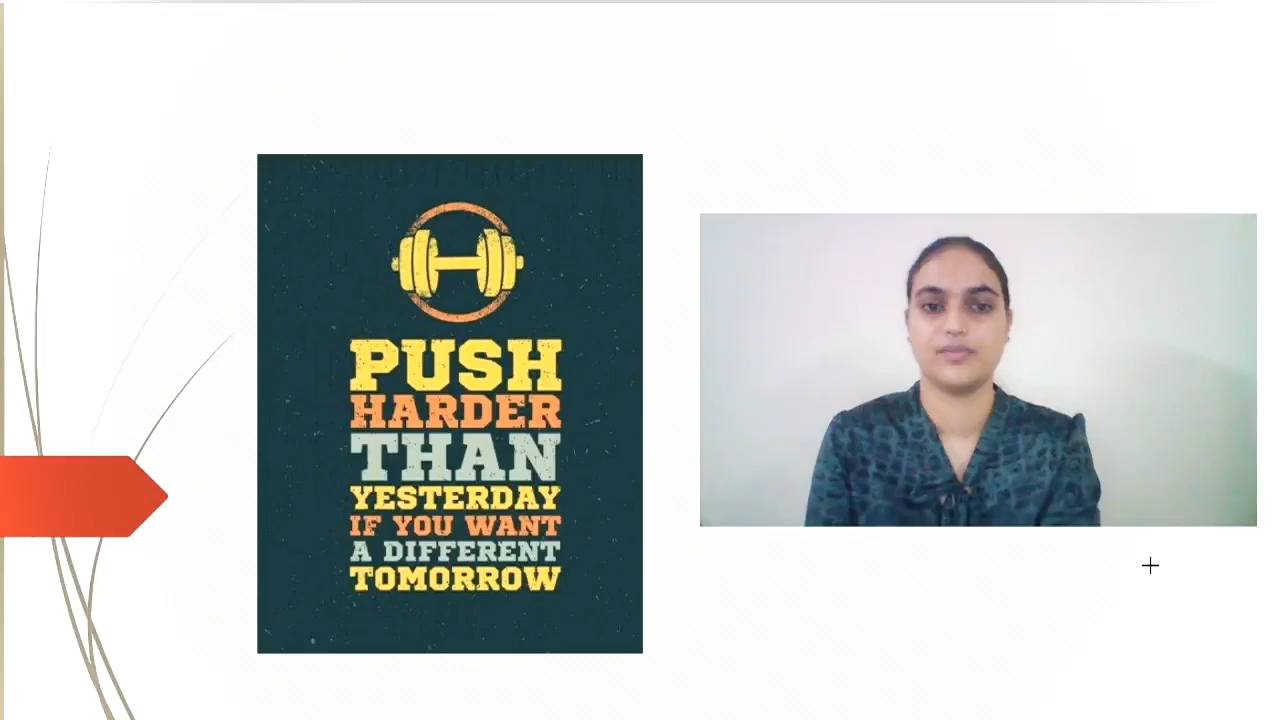 PUSH
HARDER
THAN
YESTERDAY
IF YOU WANT
A DIFFERENT
TOMORROW